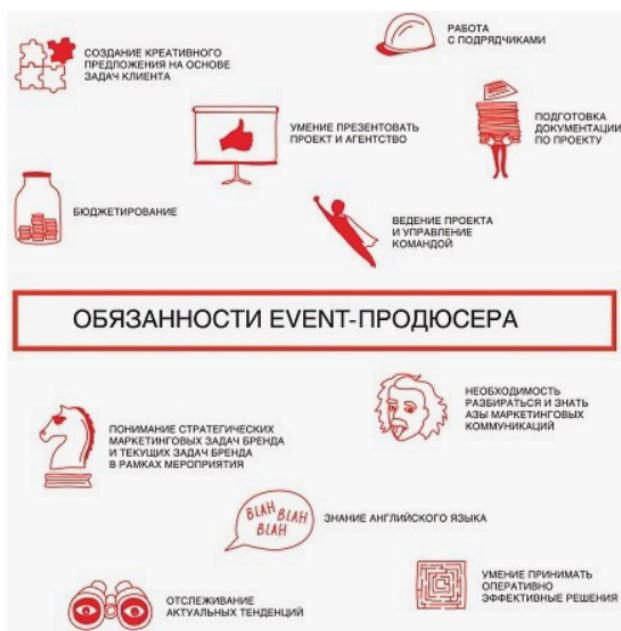 РАБОТА
С ПОДРЯДЧИКАМИ
СОЗДАНИЕ КРЕАТИВНОГО
ПРЕДЛОЖЕНИЯ НА ОСНОВЕ
ЗАДАЧ КЛИЕНТА
УМЕНИЕ ПРЕЗЕНТОВАТЬ
ПРОЕКТ И АГЕНТСТВО
ПОДГОТОВКА
ДОКУМЕНТАЦИИ
ПО ПРОЕКТУ
БЮДЖЕТИРОВАНИЕ
ВЕДЕНИЕ ПРОЕКТА
И УПРАВЛЕНИЕ
КОМАНДОЙ
ОБЯЗАННОСТИ EVENT-ПРОДЮСЕРА
НЕОБХОДИМОСТЬ
РАЗБИРАТЬСЯ И ЗНАТЬ
АЗЫ МАРКЕТИНГОВЫХ
КОММУНИКАЦИЙ
ПОНИМАНИЕ СТРАТЕГИЧЕСКИХ
МАРКЕТИНГОВЫХ ЗАДАЧ БРЕНДА
И ТЕКУЩИХ ЗАДАЧ БРЕНДА
В РАМКАХ МЕРОПРИЯТИЯ
BLAH BLAH
BLAH
ЗНАНИЕ АНГЛИЙСКОГО ЯЗЫКА
УМЕНИЕ ПРИНИМАТЬ
ОПЕРАТИВНО
ЭФФЕКТИВНЫЕ РЕШЕНИЯ
ОТСЛЕЖИВАНИЕ
АКТУАЛЬНЫХ ТЕНДЕНЦИЙ